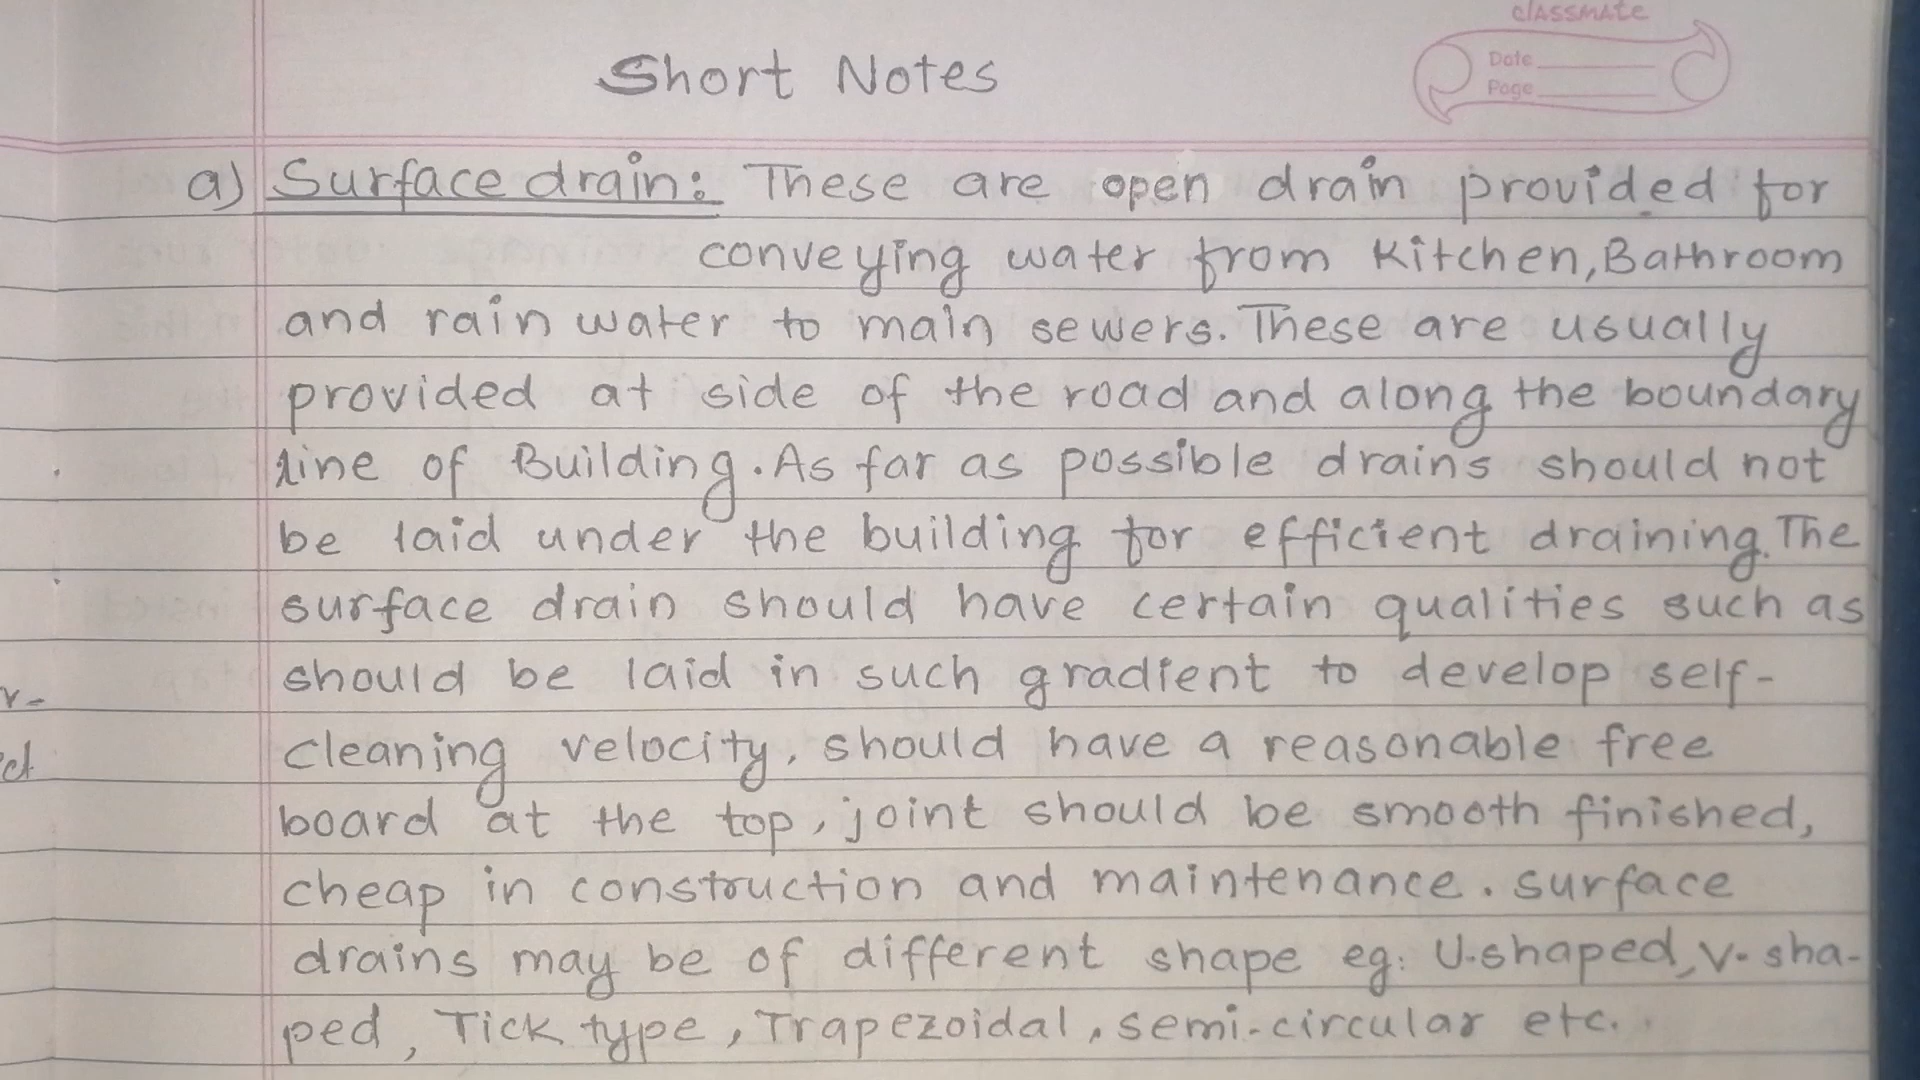 classmate
Date
Page
Short Notes
a) Surface drain: These are open drain provided for
conveying water from Kitchen, Bathroom
and rain water to main sewers. These are usually
provided at side of the road and along the boundary
line of Building. As far as possible drains should not
be laid under the building for efficient draining. The
surface drain should have certain qualities such as
should be laid in such gradient to develop self-
cleaning velocity, should have a reasonable free
board at the top, joint should be smooth finished,
cheap in construction and maintenance. surface
drains may be of different shape eg: U-shaped, V-sha-
ped, Tick type, Trapezoidal, semi-circular etc.